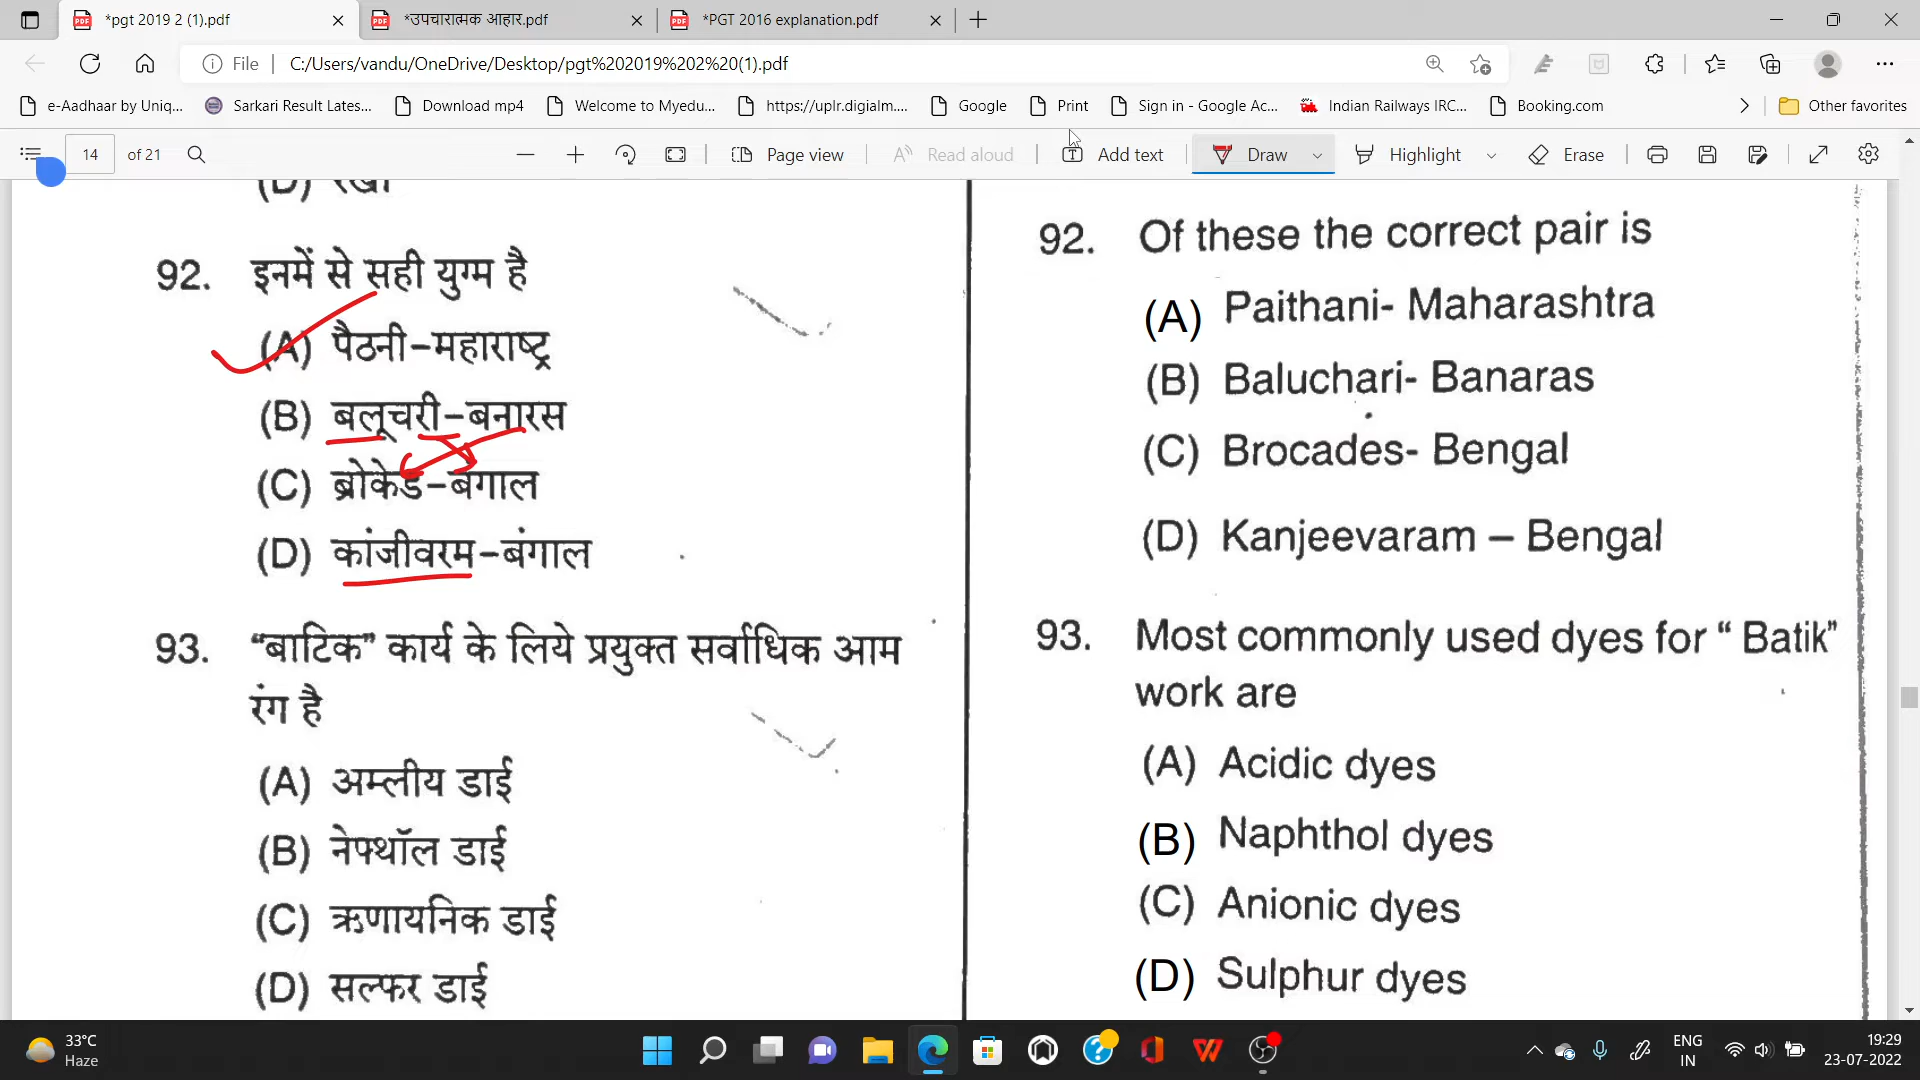 *pgt 2019 2 (1).pdf
*उपचारात्मक आहार.pdf
*PGT 2016 explanation.pdf
File
C:/Users/vandu/OneDrive/Desktop/pgt%202019%202%20(1).pdf
e-Aadhaar by Uniq...
Sarkari Result Lates...
Download mp4
Welcome to Myedu...
https://uplr.digialm....
Google
Print
Sign in - Google Ac...
Indian Railways IRC...
Booking.com
Other favorites
14 of 21
Page view
Read aloud
Add text
Draw
Highlight
Erase
92. इनमें से सही युग्म है
(A) पैठनी-महाराष्ट्र
(B) बलूचरी-बनारस
(C) ब्रोकेड-बंगाल
(D) कांजीवरम-बंगाल
93. “बाटिक” कार्य के लिये प्रयुक्त सर्वाधिक आम
रंग है
(A) अम्लीय डाई
(B) नेफ्थॉल डाई
(C) ऋणायनिक डाई
(D) सल्फर डाई
92. Of these the correct pair is
(A) Paithani- Maharashtra
(B) Baluchari- Banaras
(C) Brocades- Bengal
(D) Kanjeevaram – Bengal
93. Most commonly used dyes for “ Batik”
work are
(A) Acidic dyes
(B) Naphthol dyes
(C) Anionic dyes
(D) Sulphur dyes
33°C
Haze
ENG
IN
19:29
23-07-2022